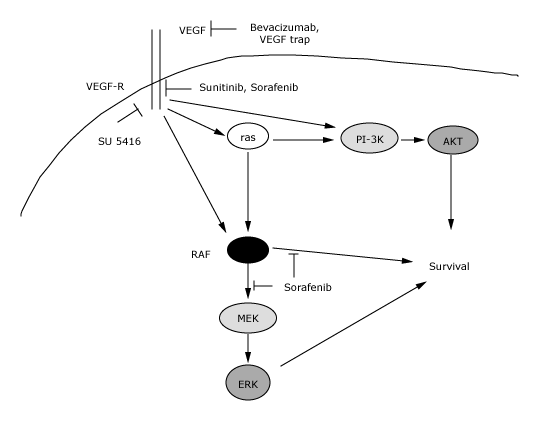 VEGF
Bevacizumab,
VEGF trap
VEGF-R
Sunitinib, Sorafenib
SU 5416
ras
PI-3K
AKT
RAF
Survival
Sorafenib
MEK
ERK